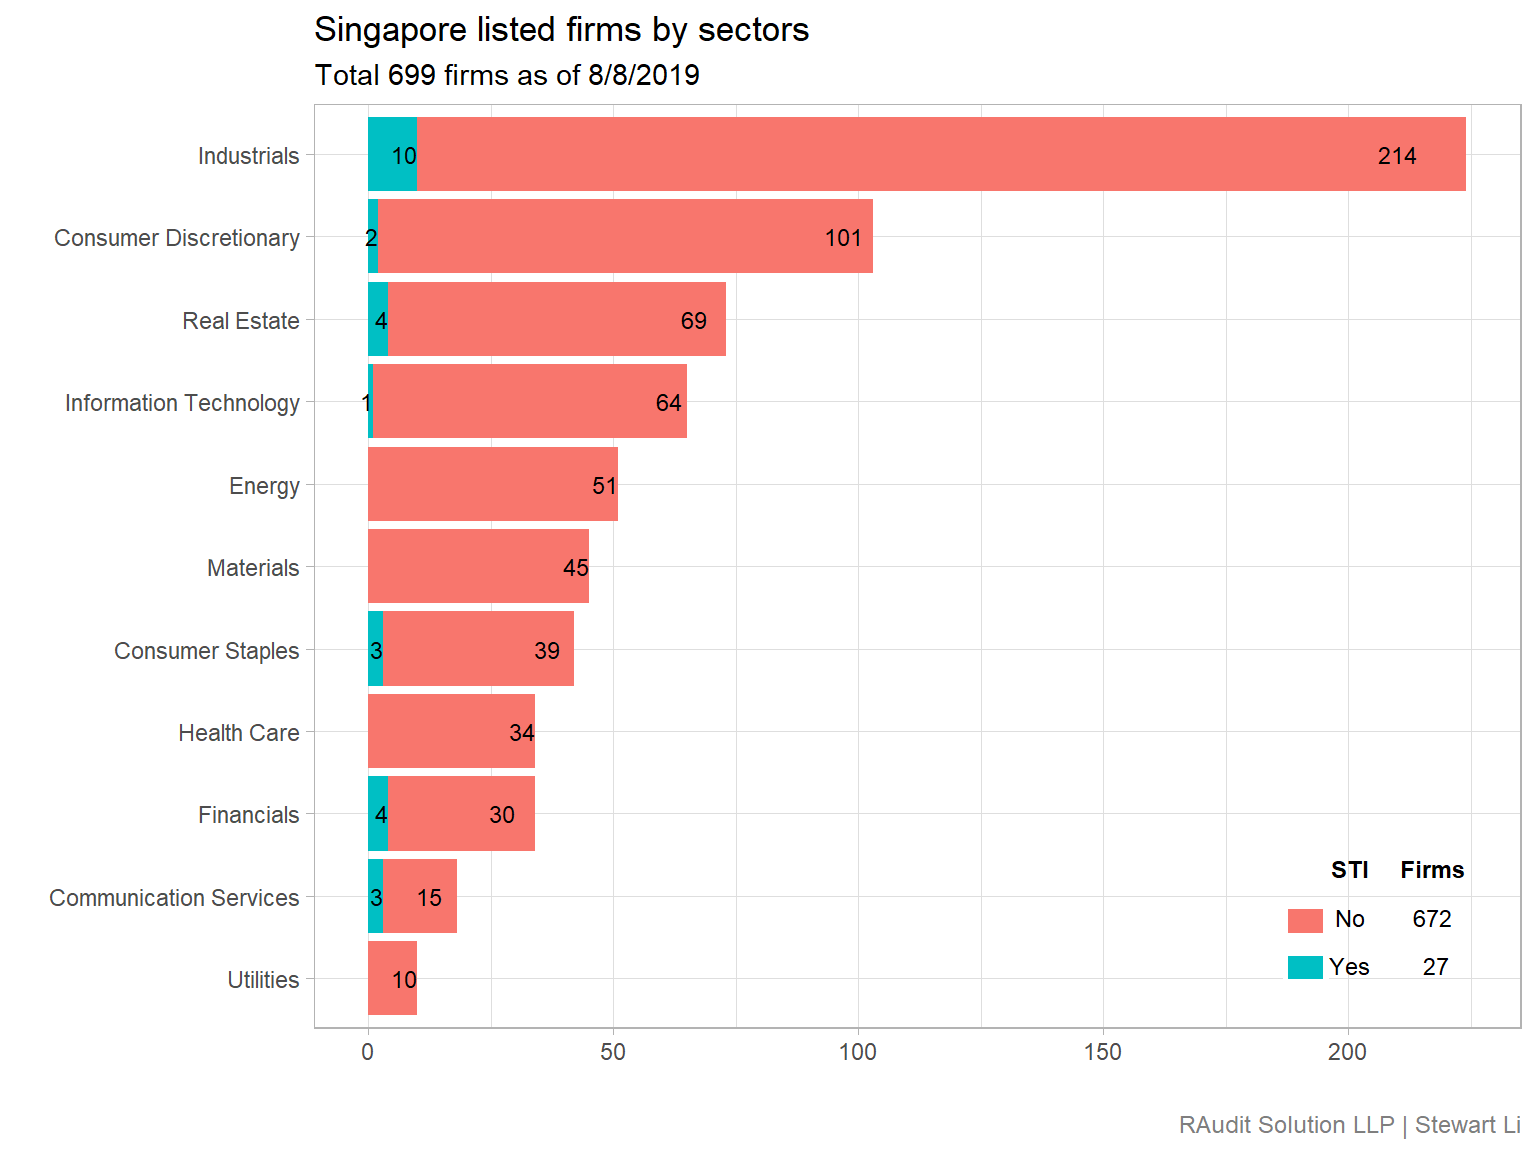 Singapore listed firms by sectors
Total 699 firms as of 8/8/2019
Industrials 10 214
Consumer Discretionary 2 101
Real Estate 4 69
Information Technology 1 64
Energy 51
Materials 45
Consumer Staples 3 39
Health Care 34
Financials 4 30
Communication Services 3 15
Utilities 10
STI Firms
No 672
Yes 27
0 50 100 150 200
RAudit Solution LLP | Stewart Li